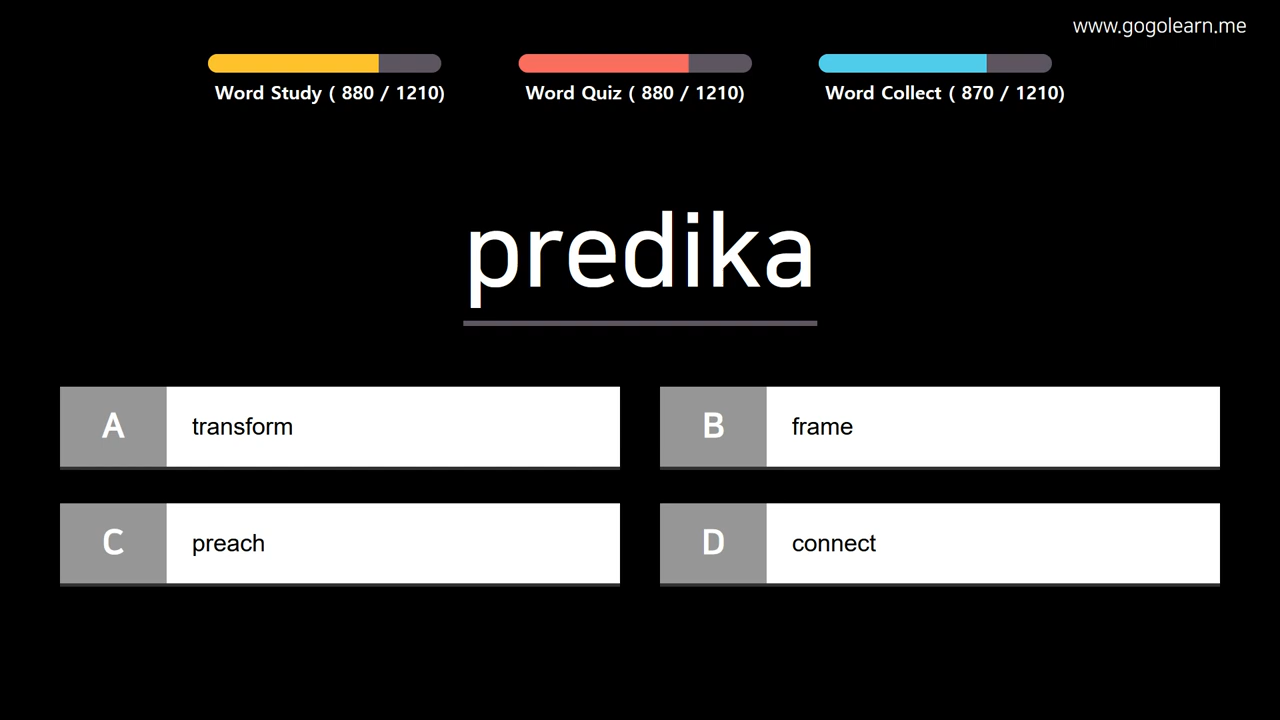 www.gogolearn.me
Word Study ( 880 / 1210)
Word Quiz ( 880 / 1210)
Word Collect ( 870 / 1210)
predika
A transform
B frame
C preach
D connect